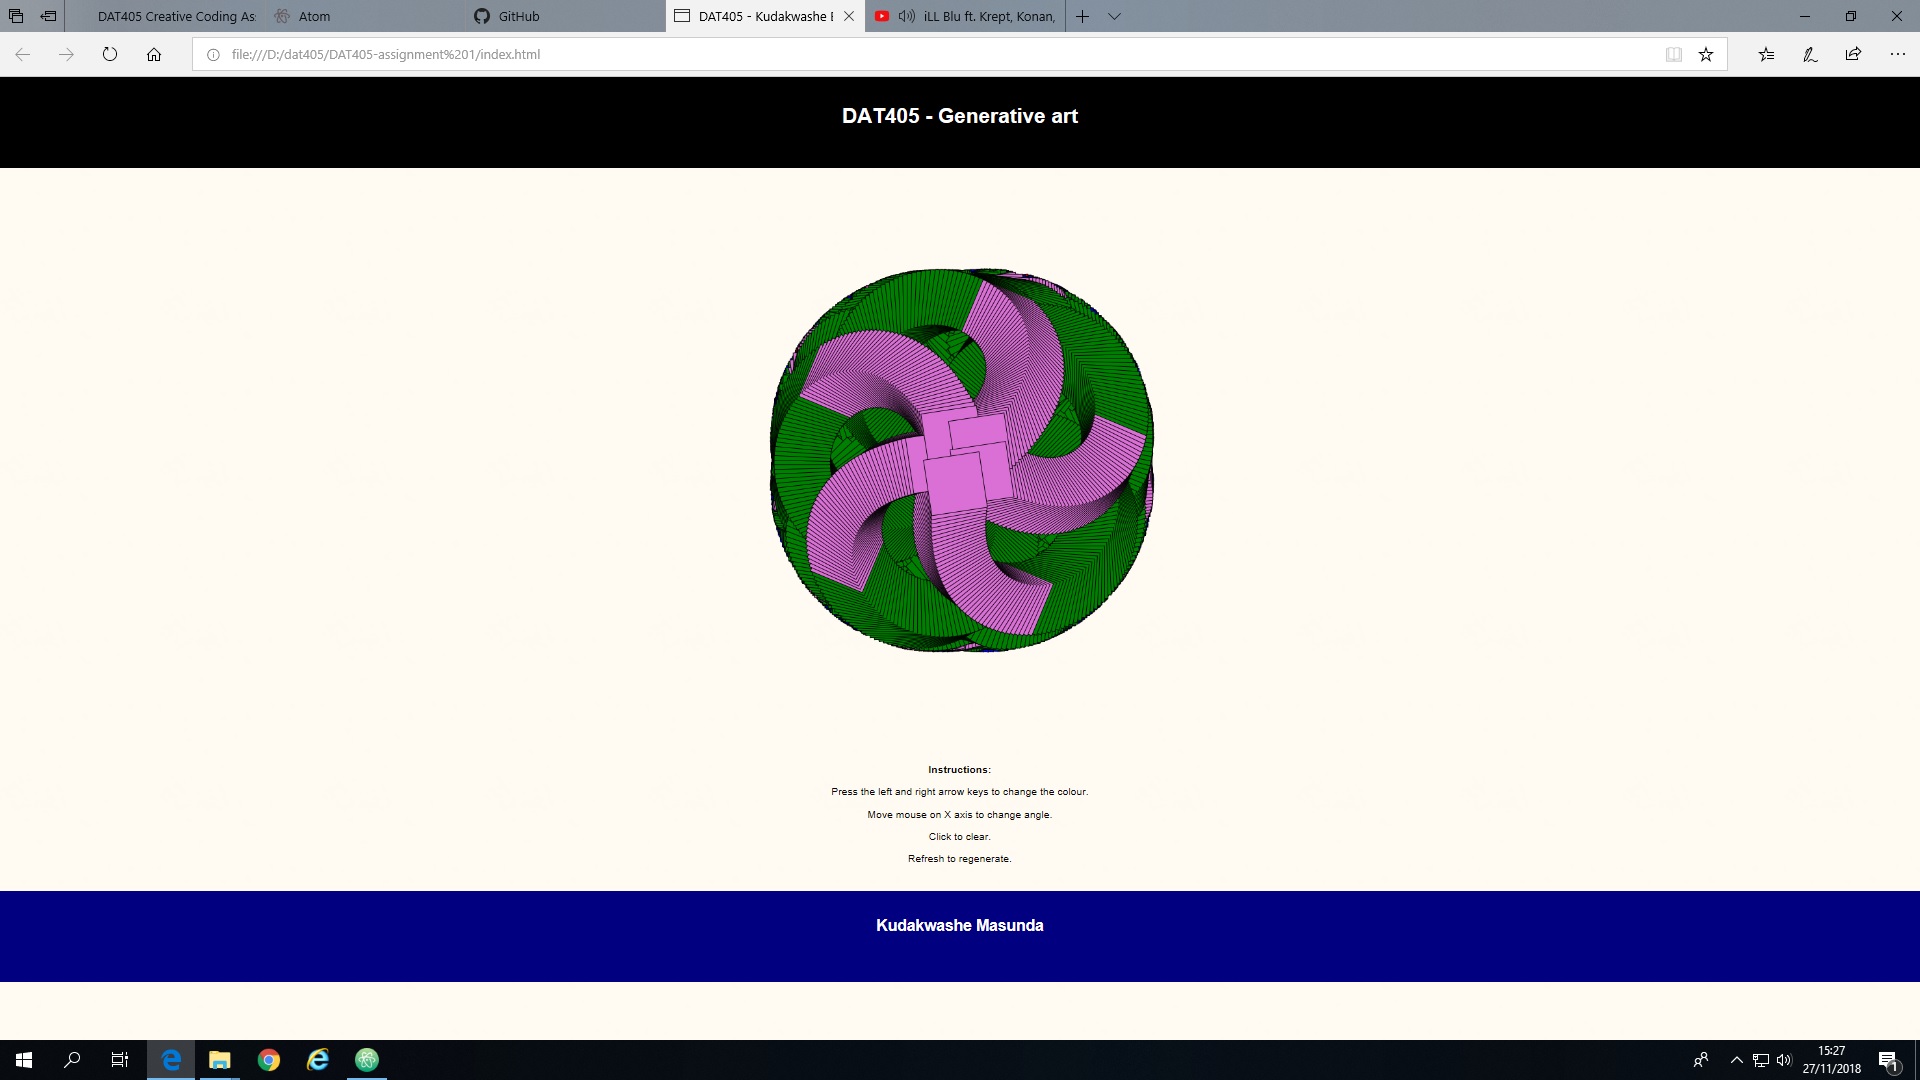 DAT405 Creative Coding As
Atom
GitHub
DAT405 - Kudakwashe
iLL Blu ft. Krept, Konan,
file:///D:/dat405/DAT405-assignment%201/index.html
DAT405 - Generative art
Instructions:
Press the left and right arrow keys to change the colour.
Move mouse on X axis to change angle.
Click to clear.
Refresh to regenerate.
Kudakwashe Masunda
15:27
27/11/2018
1